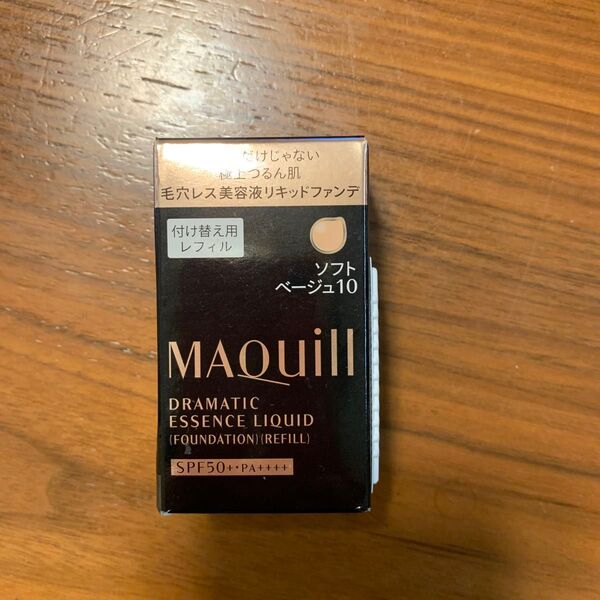 だけじゃない
極上つるん肌
毛穴レス美容液リキッドファンデ
付け替え用
レフィル
ソフト
ベージュ10
MAQuill
DRAMATIC
ESSENCE LIQUID
(FOUNDATION)(REFILL)
SPF50+・PA++++